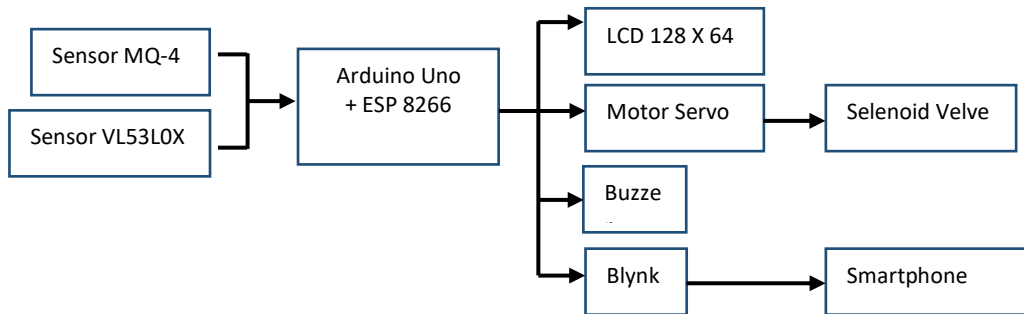 Sensor MQ-4
Sensor VL53L0X
Arduino Uno
+ ESP 8266
LCD 128 X 64
Motor Servo
Selenoid Velve
Buzze
Blynk
Smartphone